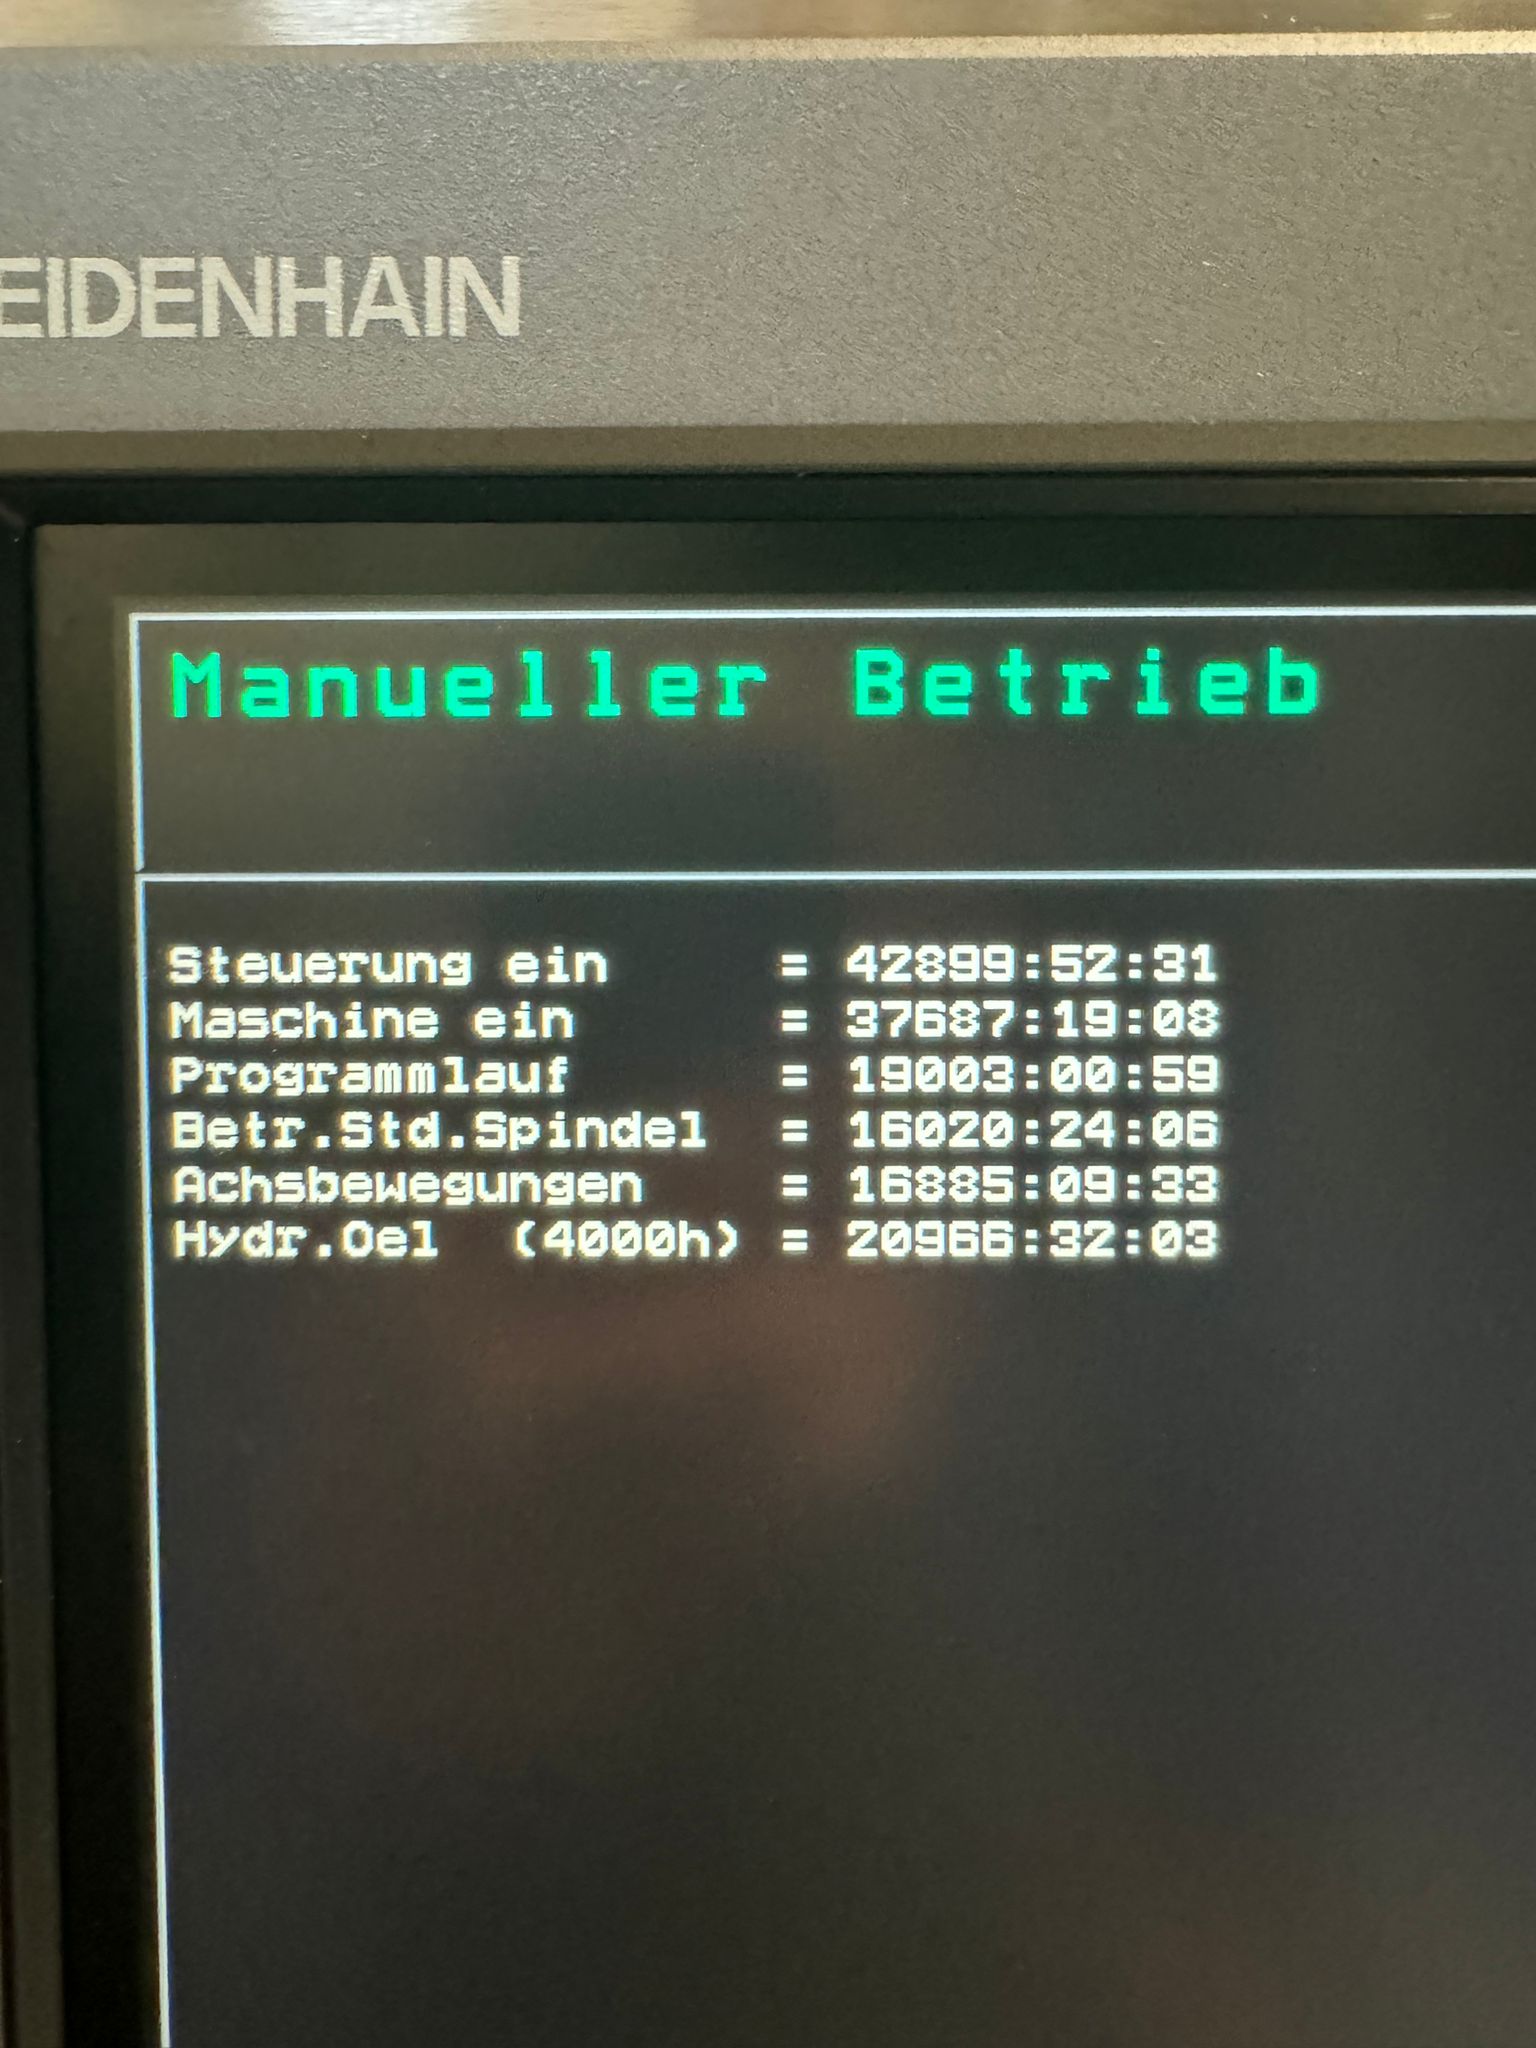 EIDENHAIN
Manueller Betrieb
Steuerung ein = 42899:52:31
Maschine ein = 37687:19:08
Programmlauf = 19003:00:59
Betr.Std.Spindel = 16020:24:06
Achsbewegungen = 16885:09:33
Hydr.Oel (4000h) = 20966:32:03